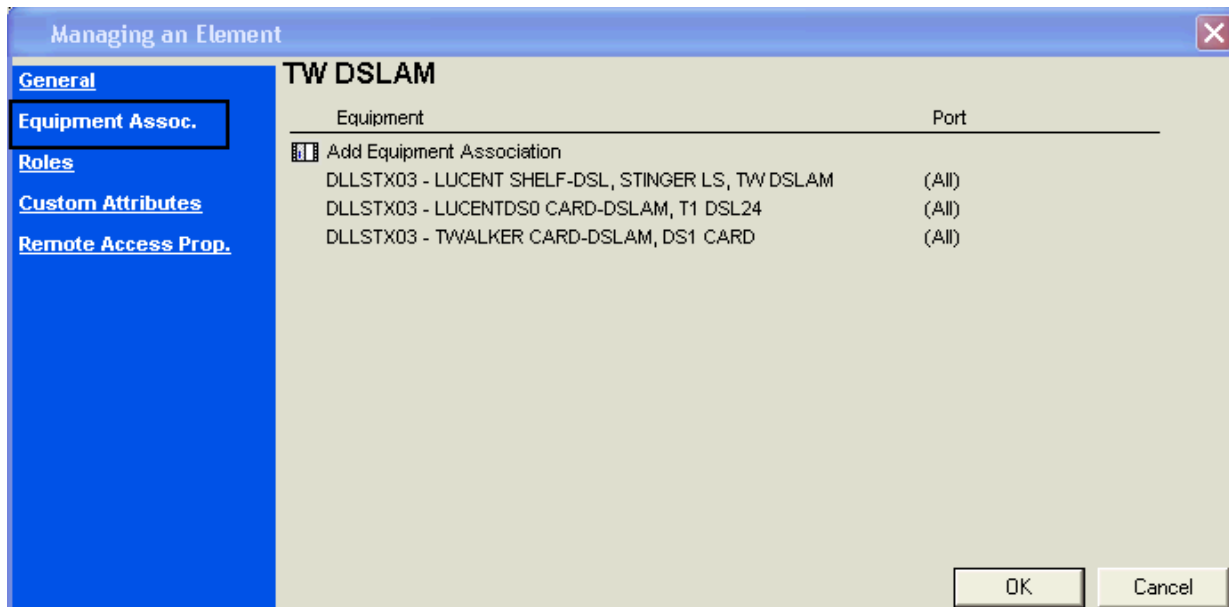 Managing an Element
General
Equipment Assoc.
Roles
Custom Attributes
Remote Access Prop.
TW DSLAM
Equipment Port
Add Equipment Association
DLLSTX03 - LUCENT SHELF-DSL, STINGER LS, TW DSLAM (All)
DLLSTX03 - LUCENTDS0 CARD-DSLAM, T1 DSL24 (All)
DLLSTX03 - TWALKER CARD-DSLAM, DS1 CARD (All)
OK Cancel